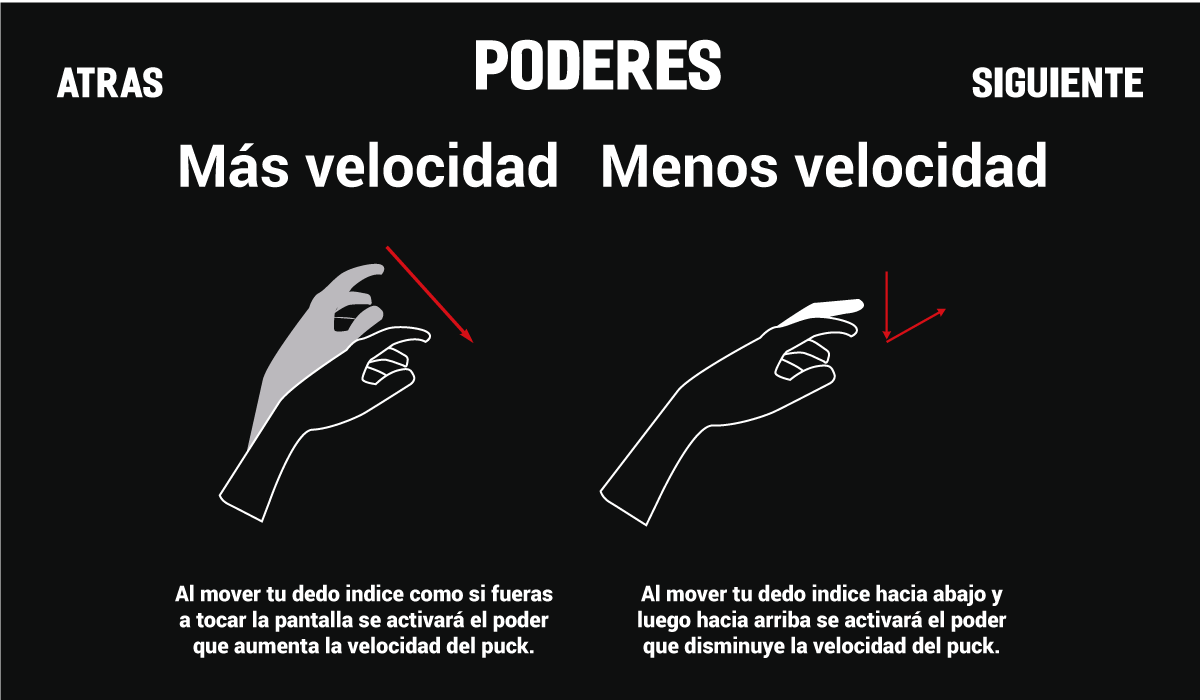 PODERES
ATRAS
SIGUIENTE
Más velocidad
Menos velocidad
Al mover tu dedo indice como si fueras
a tocar la pantalla se activará el poder
que aumenta la velocidad del puck.
Al mover tu dedo indice hacia abajo y
luego hacia arriba se activará el poder
que disminuye la velocidad del puck.